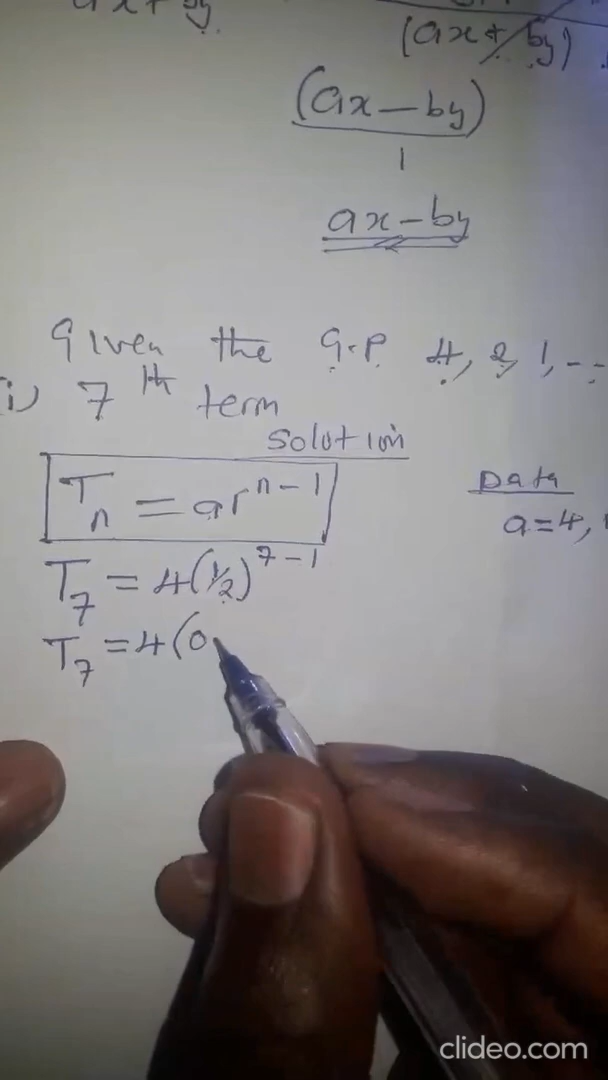 (ax + by)
(ax - by)
1
ax - by
Given the G.P 4, 2, 1, --
i) 7th term
Solution
Tn = ar^n-1
Data
a=4,
T7 = 4(1/2)^7-1
T7 = 4(0.
clideo.com